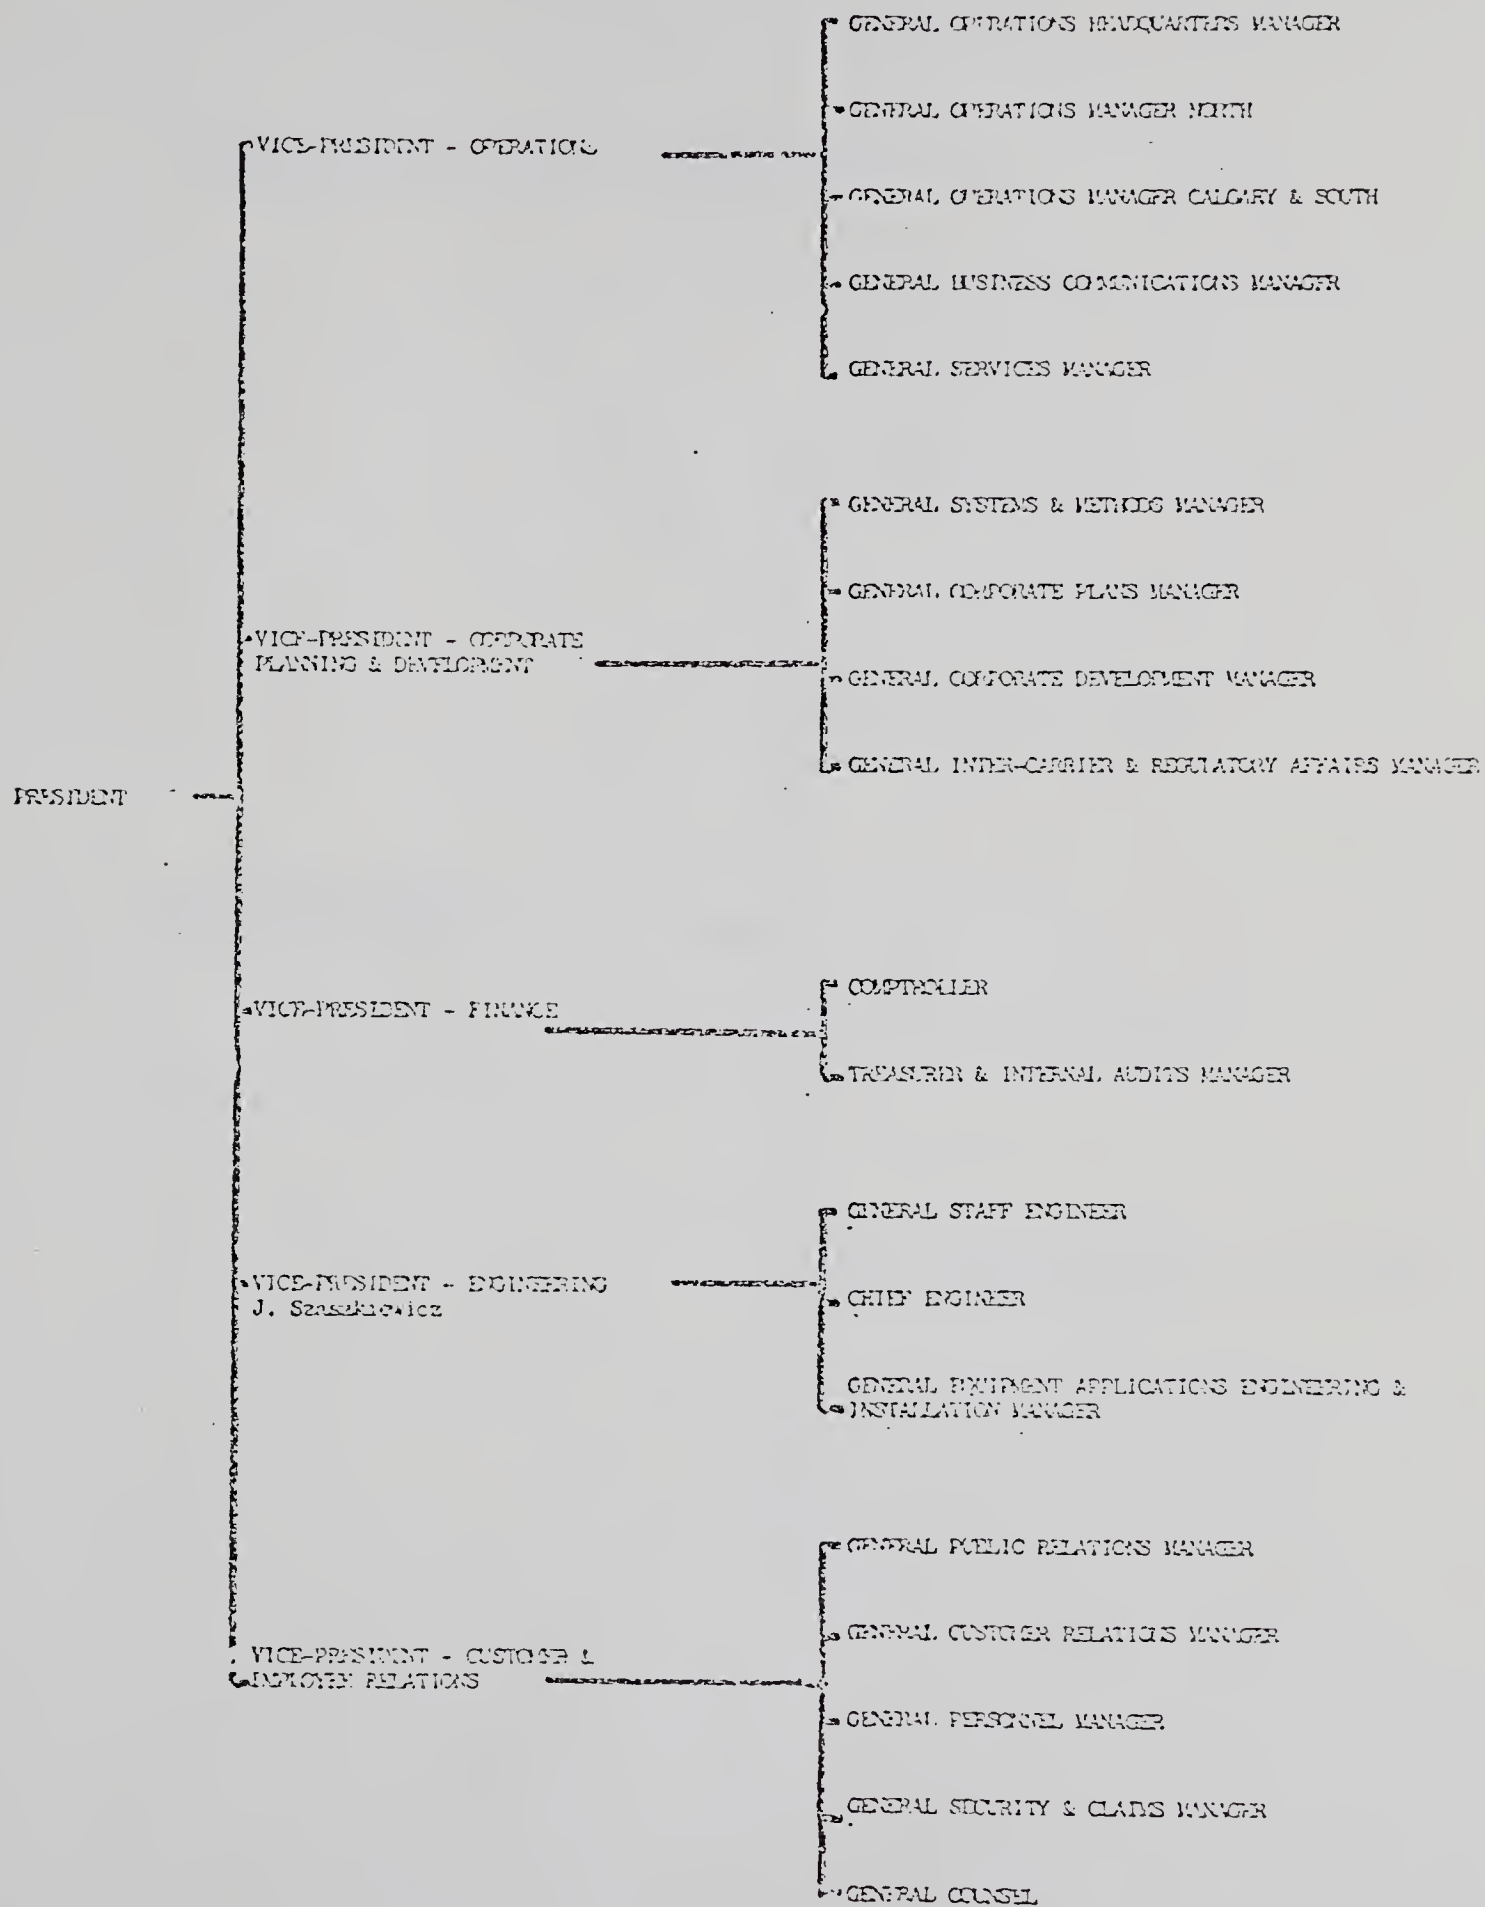 GENERAL OPERATIONS HEADQUARTERS MANAGER
GENERAL OPERATIONS MANAGER NORTH
VICE-PRESIDENT - OPERATIONS
GENERAL OPERATIONS MANAGER CALGARY & SOUTH
GENERAL BUSINESS COMMUNICATIONS MANAGER
GENERAL SERVICES MANAGER
GENERAL SYSTEMS & METHODS MANAGER
GENERAL CORPORATE PLANS MANAGER
VICE-PRESIDENT - CORPORATE
PLANNING & DEVELOPMENT
GENERAL CORPORATE DEVELOPMENT MANAGER
GENERAL INTER-CARRIER & REGULATORY AFFAIRS MANAGER
PRESIDENT
COMPTROLLER
VICE-PRESIDENT - FINANCE
TREASURER & INTERNAL AUDITS MANAGER
GENERAL STAFF ENGINEER
VICE-PRESIDENT - ENGINEERING
J.
CHIEF ENGINEER
GENERAL EQUIPMENT APPLICATIONS ENGINEERING &
INSTALLATION MANAGER
GENERAL PUBLIC RELATIONS MANAGER
GENERAL CUSTOMER RELATIONS MANAGER
VICE-PRESIDENT - CUSTOMER &
EMPLOYEE RELATIONS
GENERAL PERSONNEL MANAGER
GENERAL SECURITY & CLAIMS MANAGER
GENERAL COUNSEL